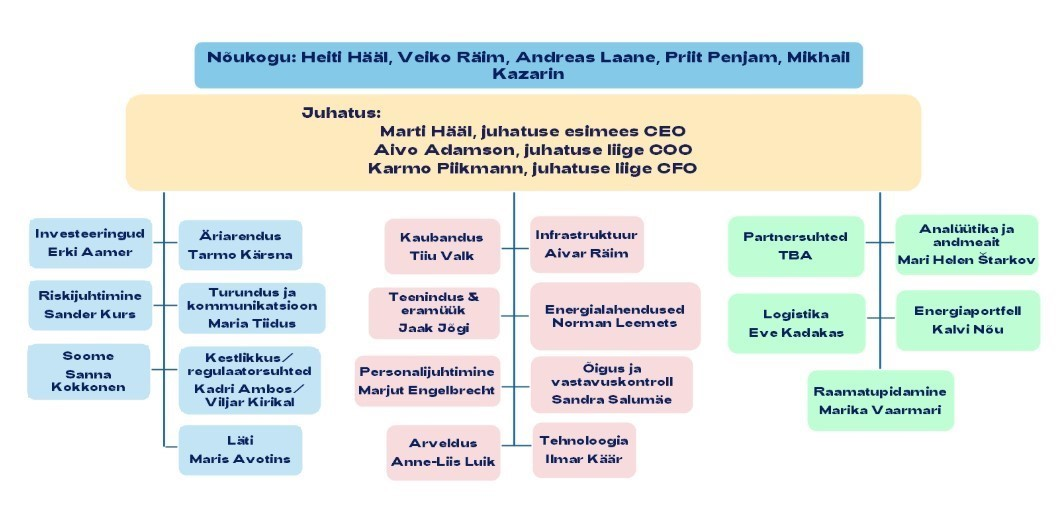 Nõukogu: Heiti Hääl, Veiko Räim, Andreas Laane, Priit Penjam, Mikhail
Kazarin
Juhatus:
Marti Hääl, juhatuse esimees CEO
Aivo Adamson, juhatuse liige COO
Karmo Piikmann, juhatuse liige CFO
Investeeringud
Erki Aamer
Äriarendus
Tarmo Kärsna
Riskijuhtimine
Sander Kurs
Turundus ja
kommunikatsioon
Maria Tiidus
Soome
Sanna
Kokkonen
Kestlikkus/
regulaatorsuhted
Kadri Ambos/
Viljar Kirikal
Läti
Maris Avotins
Kaubandus
Tiiu Valk
Infrastruktuur
Aivar Räim
Teenindus &
eramüük
Jaak Jõgi
Energialahendused
Norman Leemets
Personalijuhtimine
Marjut Engelbrecht
Õigus ja
vastavuskontroll
Sandra Salumäe
Arveldus
Anne-Liis Luik
Tehnoloogia
Ilmar Käär
Partnersuhted
TBA
Analüütika ja
andmeait
Mari Helen Štarkov
Logistika
Eve Kadakas
Energiaportfell
Kalvi Nõu
Raamatupidamine
Marika Vaarmari